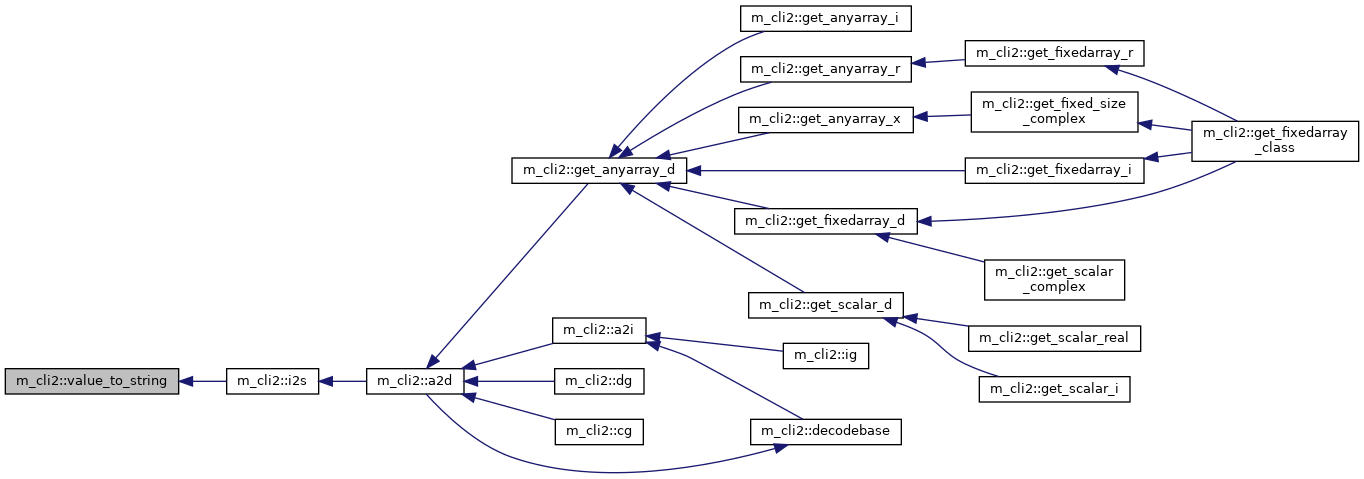 m_cli2::get_anyarray_i
m_cli2::get_anyarray_r
m_cli2::get_fixedarray_r
m_cli2::get_anyarray_x
m_cli2::get_fixed_size
_complex
m_cli2::get_fixedarray
_class
m_cli2::get_anyarray_d
m_cli2::get_fixedarray_i
m_cli2::get_fixedarray_d
m_cli2::get_scalar
_complex
m_cli2::get_scalar_d
m_cli2::get_scalar_real
m_cli2::get_scalar_i
m_cli2::a2i
m_cli2::ig
m_cli2::value_to_string
m_cli2::i2s
m_cli2::a2d
m_cli2::dg
m_cli2::cg
m_cli2::decodebase